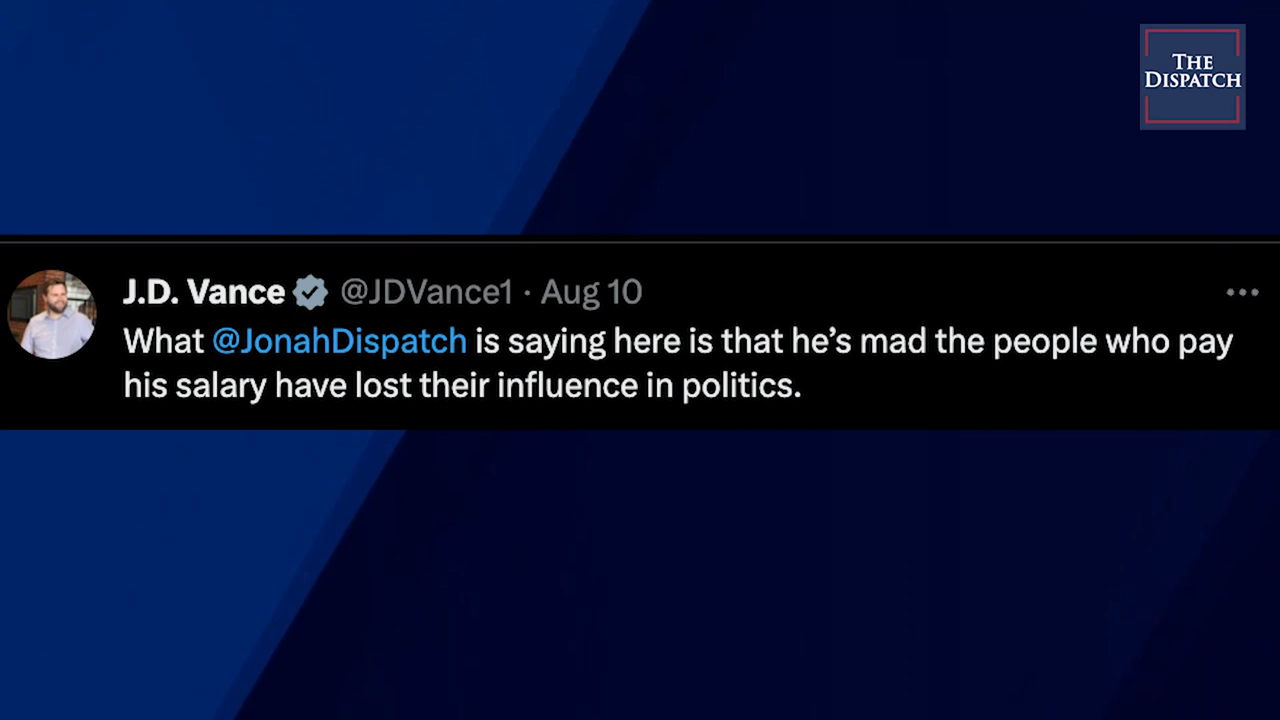 THE
DISPATCH
J.D. Vance @JDVance1 · Aug 10
What @JonahDispatch is saying here is that he’s mad the people who pay
his salary have lost their influence in politics.